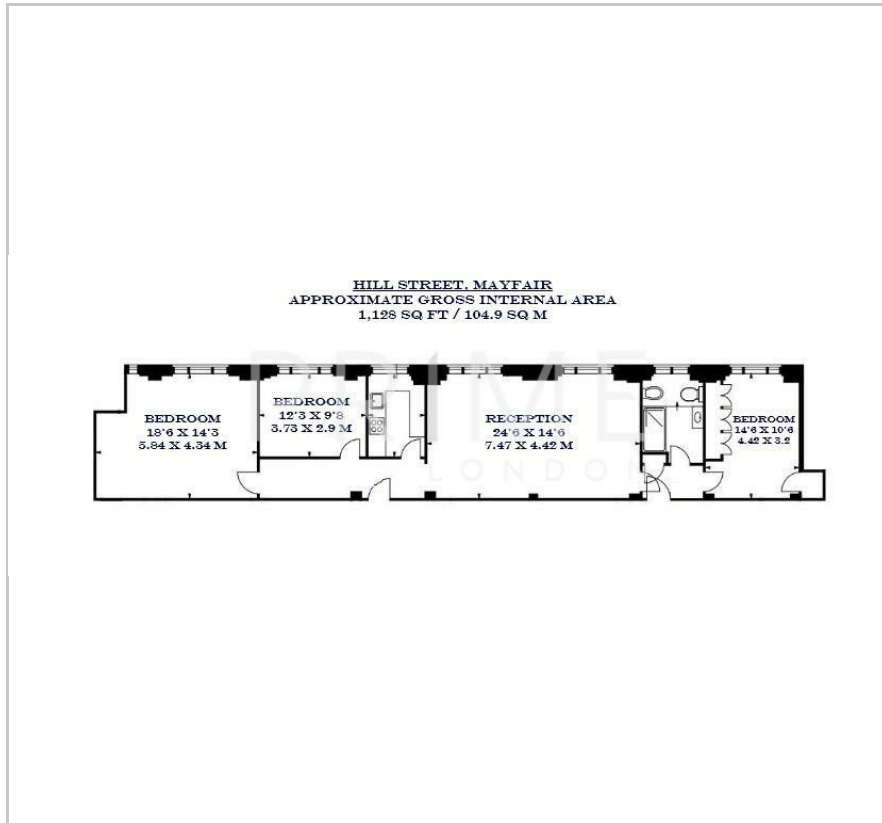 HILL STREET, MAYFAIR
APPROXIMATE GROSS INTERNAL AREA
1,128 SQ FT / 104.9 SQ M
PRIME
LONDON
BEDROOM
18'6 X 14'3
5.84 X 4.34 M
BEDROOM
12'3 X 9'8
3.73 X 2.9 M
RECEPTION
24'6 X 14'6
7.47 X 4.42 M
BEDROOM
14'6 X 10'6
4.42 X 3.2